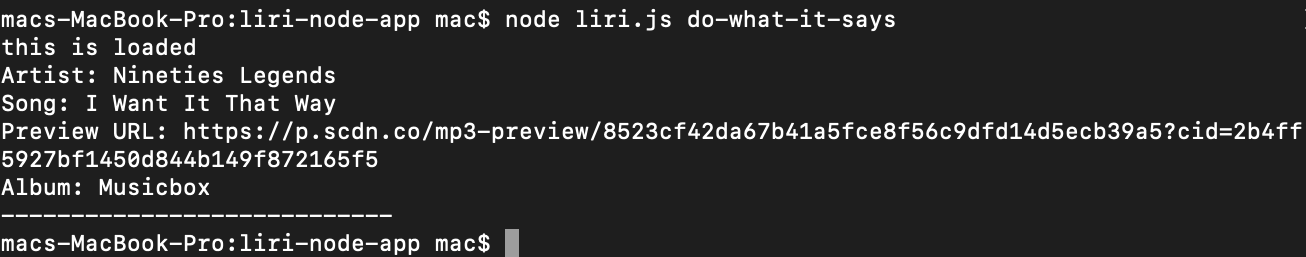 macs-MacBook-Pro:liri-node-app mac$ node liri.js do-what-it-says
this is loaded
Artist: Nineties Legends
Song: I Want It That Way
Preview URL: https://p.scdn.co/mp3-preview/8523cf42da67b41a5fce8f56c9dfd14d5ecb39a5?cid=2b4ff
5927bf1450d844b149f872165f5
Album: Musicbox
----------------------------
macs-MacBook-Pro:liri-node-app mac$